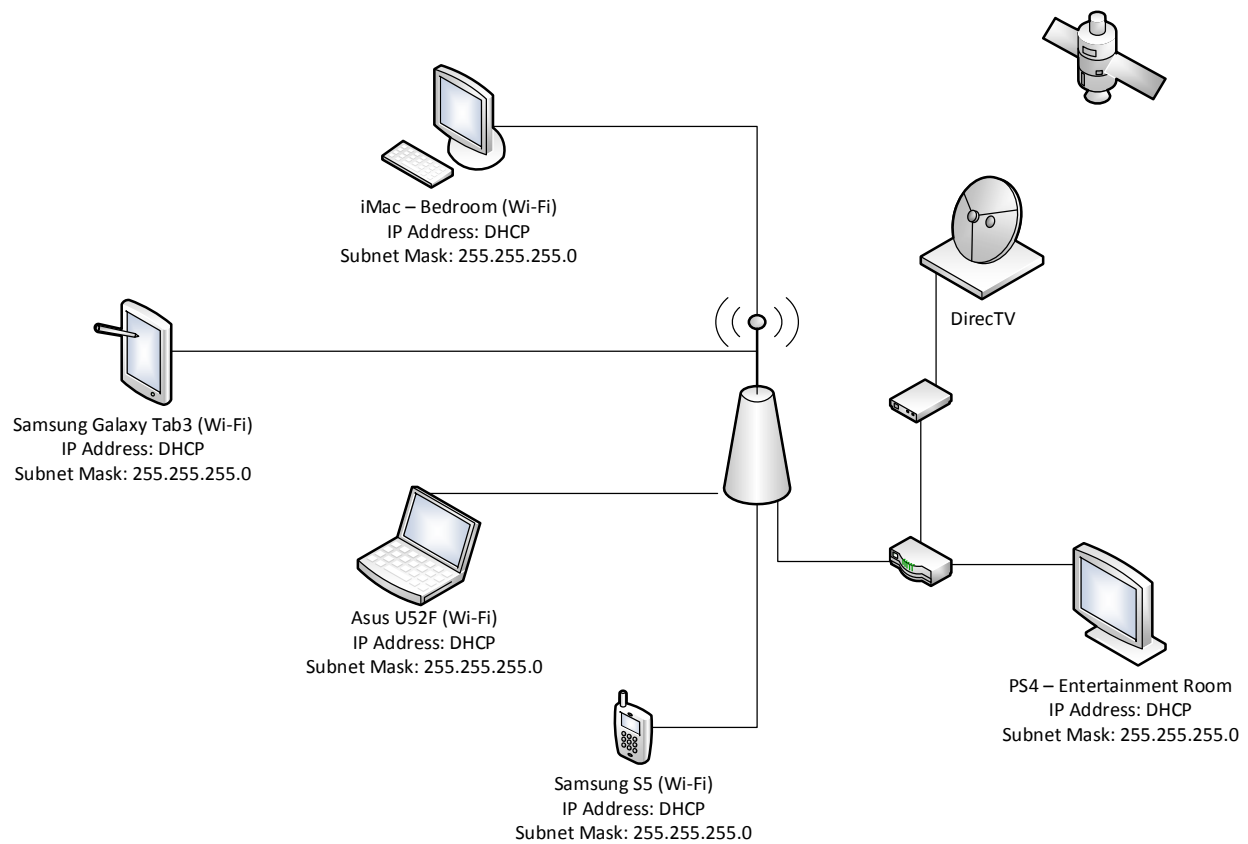 iMac – Bedroom (Wi-Fi)
IP Address: DHCP
Subnet Mask: 255.255.255.0
DirecTV
Samsung Galaxy Tab3 (Wi-Fi)
IP Address: DHCP
Subnet Mask: 255.255.255.0
Asus U52F (Wi-Fi)
IP Address: DHCP
Subnet Mask: 255.255.255.0
PS4 – Entertainment Room
IP Address: DHCP
Subnet Mask: 255.255.255.0
Samsung S5 (Wi-Fi)
IP Address: DHCP
Subnet Mask: 255.255.255.0